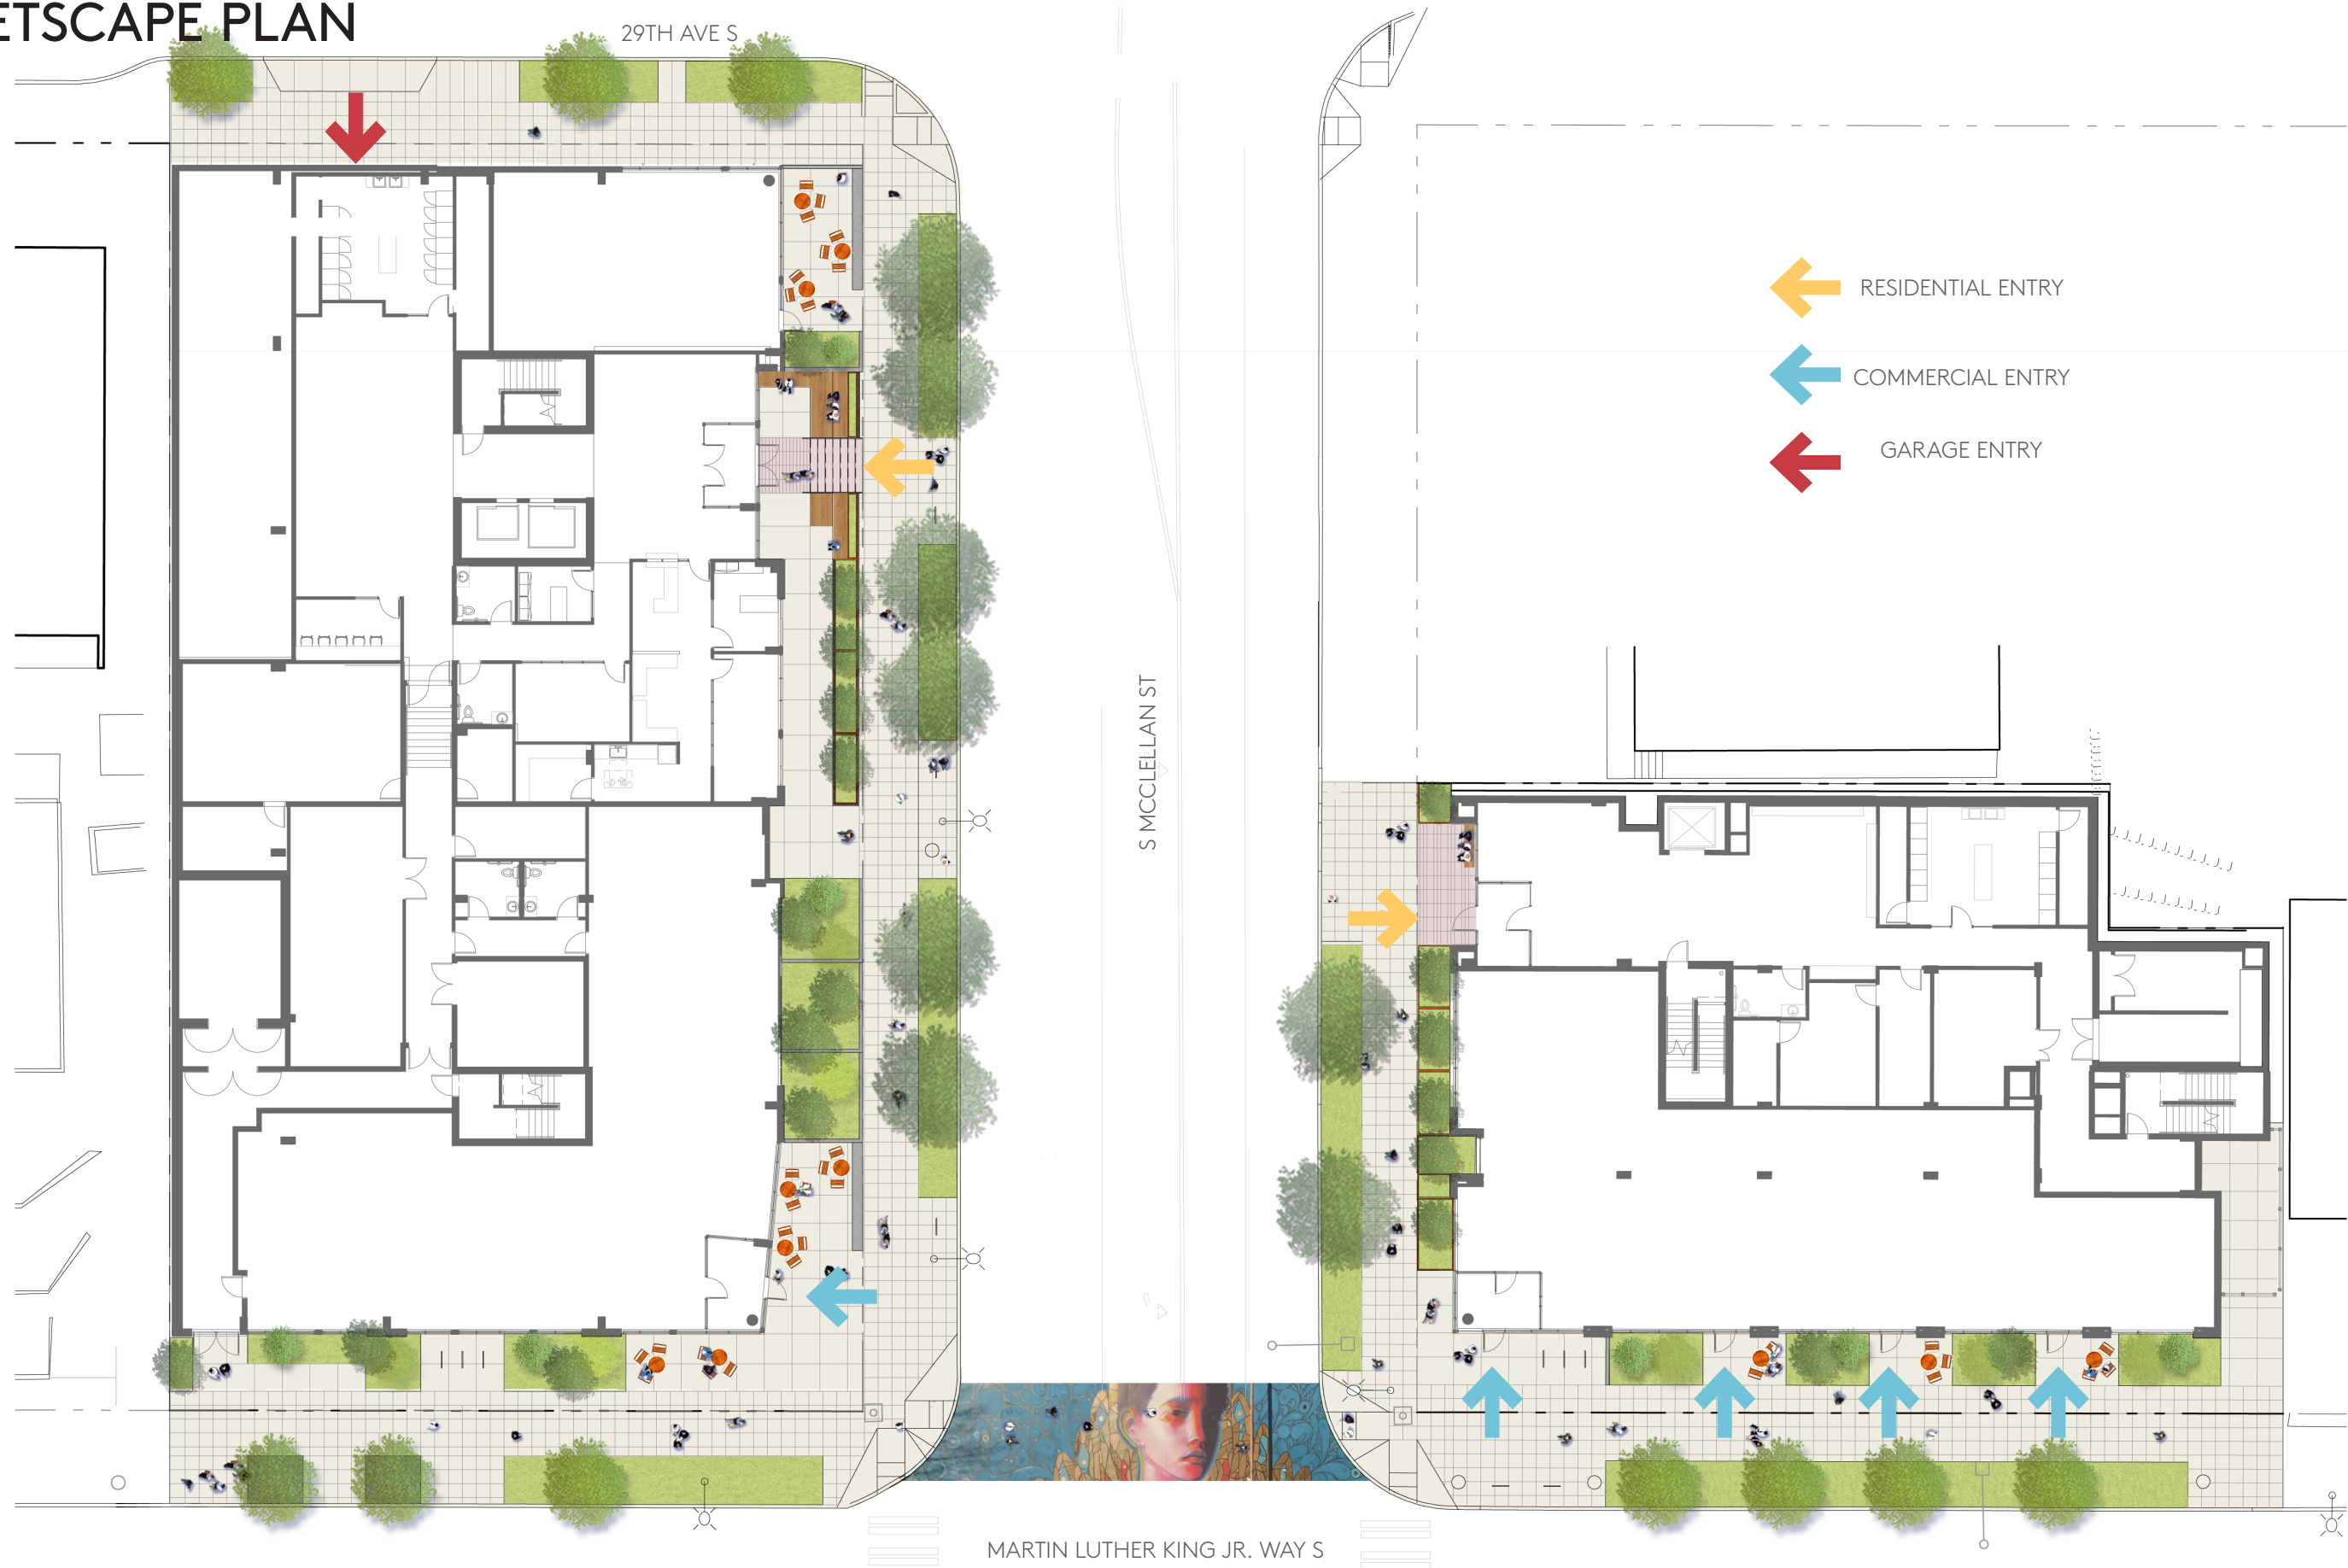 ETSCAPE PLAN
29TH AVE S
RESIDENTIAL ENTRY
COMMERCIAL ENTRY
GARAGE ENTRY
S MCCLELLAN ST
MARTIN LUTHER KING JR. WAY S